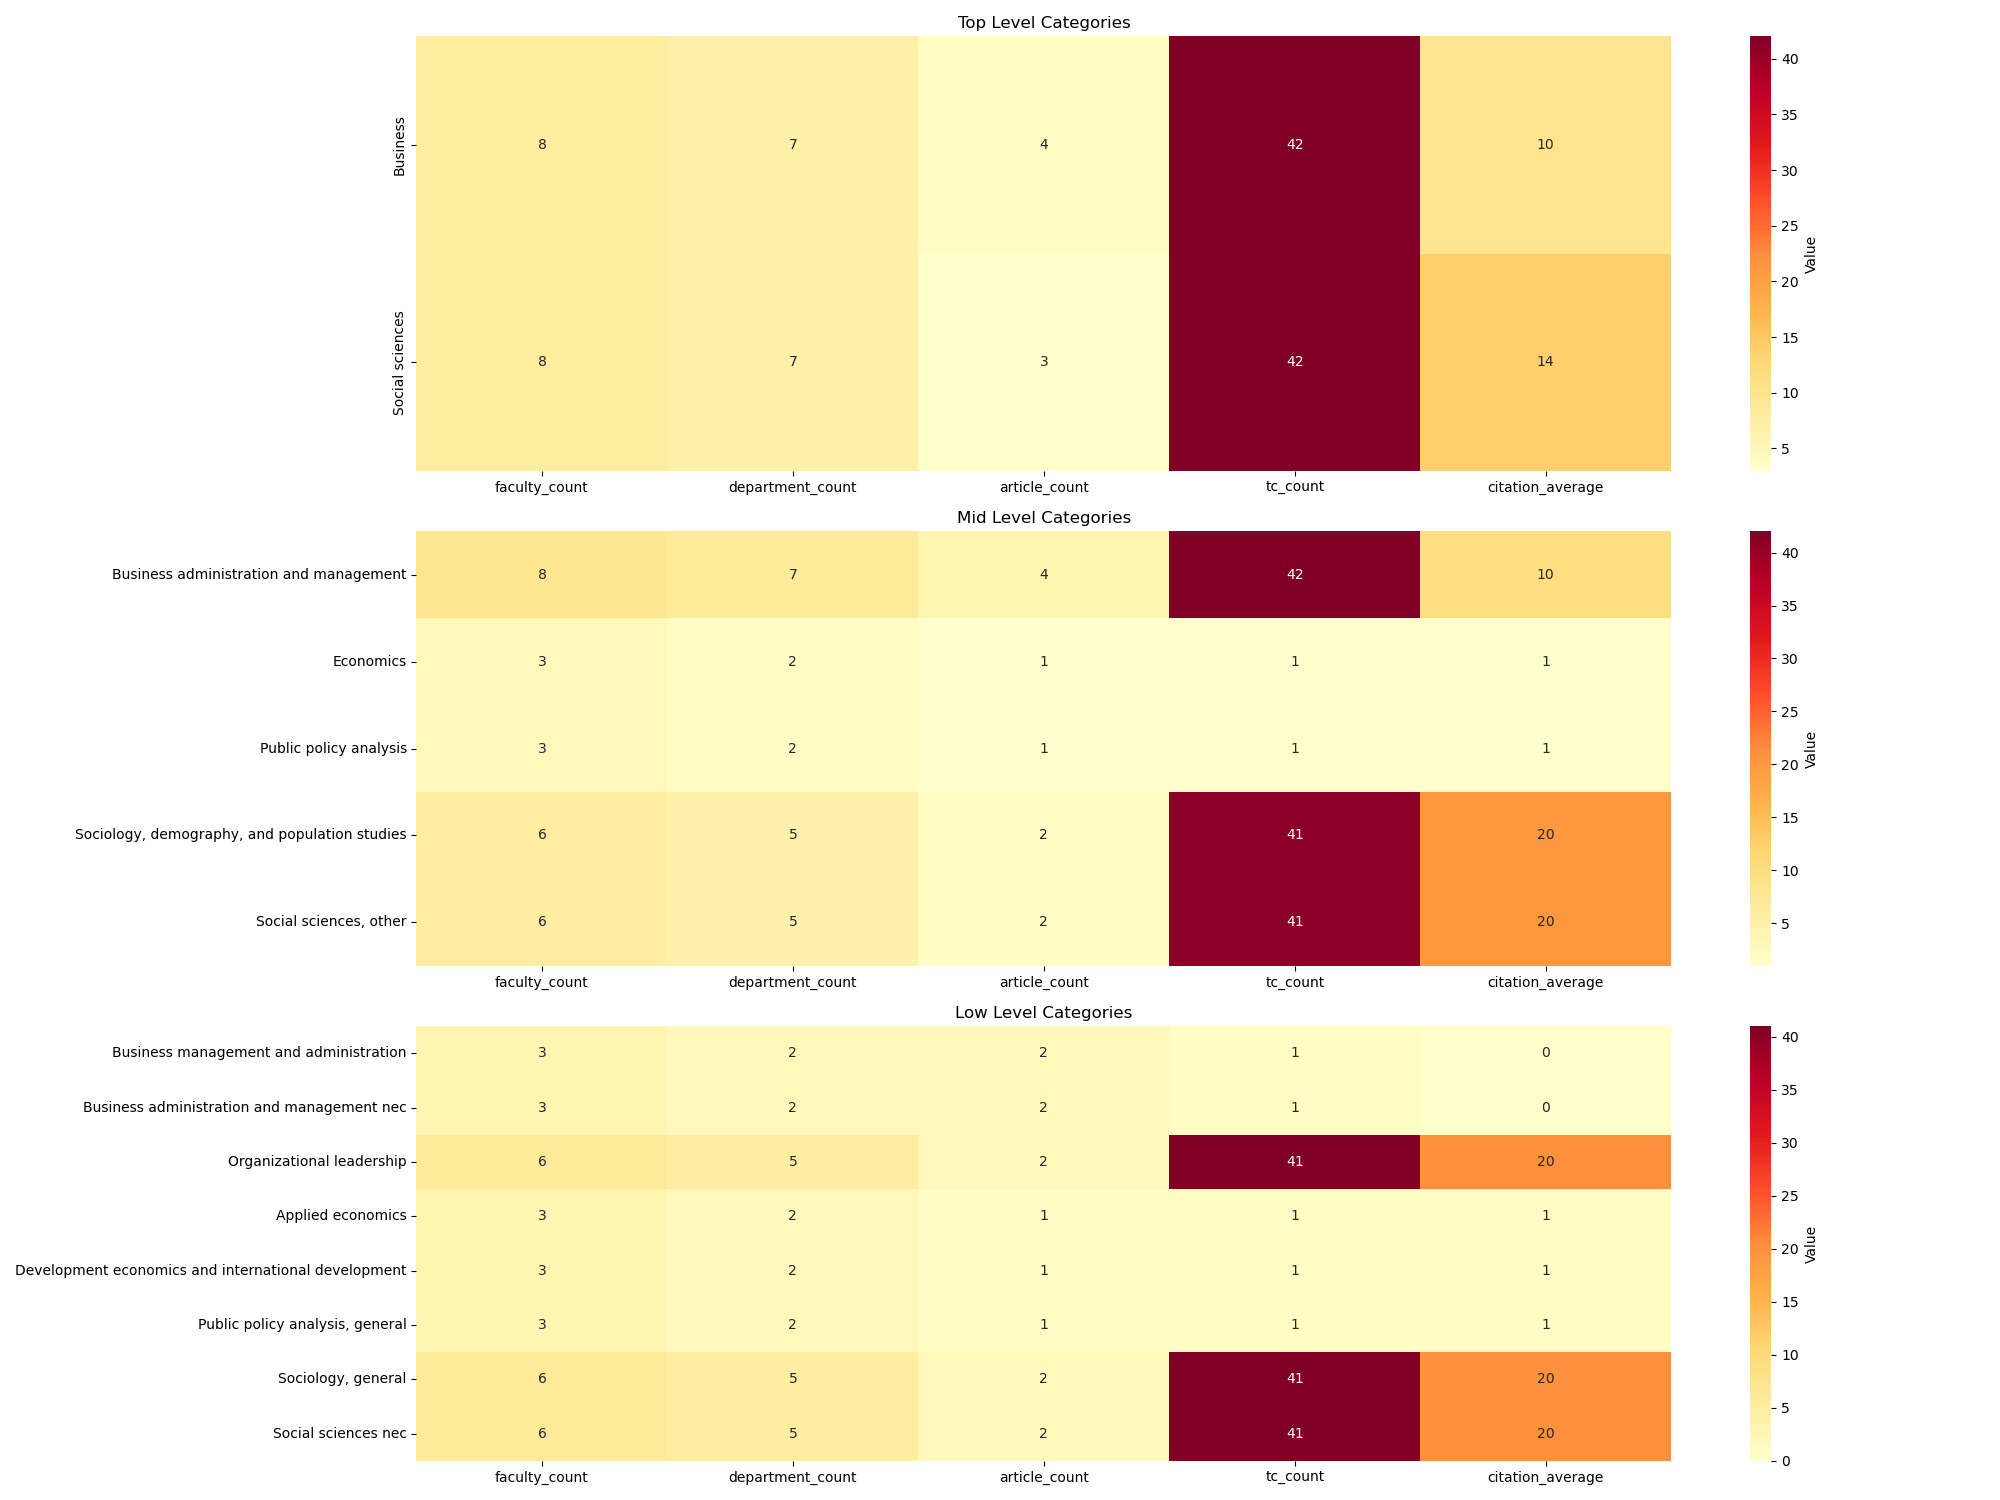 Top Level Categories
Business 8 7 4 42 10
Social sciences 8 7 3 42 14
faculty_count department_count article_count tc_count citation_average
40
35
30
25
20
15
10
5
Value
Mid Level Categories
Business administration and management 8 7 4 42 10
Economics 3 2 1 1 1
Public policy analysis 3 2 1 1 1
Sociology, demography, and population studies 6 5 2 41 20
Social sciences, other 6 5 2 41 20
faculty_count department_count article_count tc_count citation_average
40
35
30
25
20
15
10
5
Value
Low Level Categories
Business management and administration 3 2 2 1 0
Business administration and management nec 3 2 2 1 0
Organizational leadership 6 5 2 41 20
Applied economics 3 2 1 1 1
Development economics and international development 3 2 1 1 1
Public policy analysis, general 3 2 1 1 1
Sociology, general 6 5 2 41 20
Social sciences nec 6 5 2 41 20
faculty_count department_count article_count tc_count citation_average
40
35
30
25
20
15
10
5
0
Value